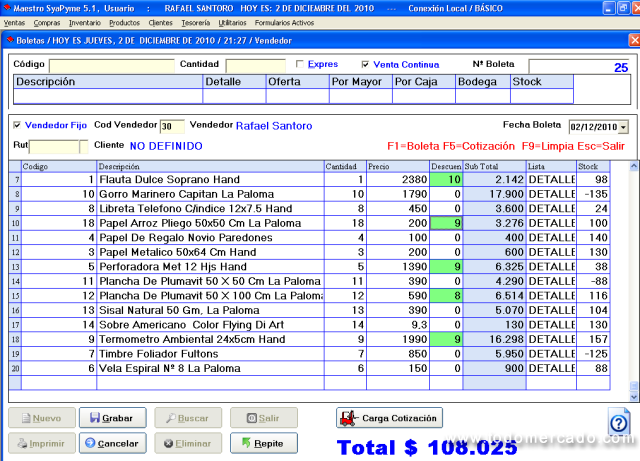 Maestro SyaPyme 5.1, Usuario : RAFAEL SANTORO HOY ES: 2 DE DICIEMBRE DEL 2010 --- Conexión Local / BÁSICO
Ventas Compras Inventario Productos Clientes Tesorería Utilitarios Formularios Activos
Boletas / HOY ES JUEVES, 2 DE DICIEMBRE DE 2010 / 21:27 / Vendedor
Código Cantidad Expres Venta Continua Nº Boleta 25
Descripción Detalle Oferta Por Mayor Por Caja Bodega Stock
Vendedor Fijo Cod Vendedor 30 Vendedor Rafael Santoro Fecha Boleta 02/12/2010
Rut Cliente NO DEFINIDO F1=Boleta F5=Cotización F9=Limpia Esc=Salir
Codigo Descripción Cantidad Precio Descuen Sub Total Lista Stock
7 1 Flauta Dulce Soprano Hand 1 2380 10 2.142 DETALLE 98
8 10 Gorro Marinero Capitan La Paloma 10 1790 0 17.900 DETALLE -135
9 8 Libreta Telefono C/indice 12x7.5 Hand 8 450 0 3.600 DETALLE 24
10 18 Papel Arroz Pliego 50x50 Cm La Paloma 18 200 9 3.276 DETALLE 100
11 4 Papel De Regalo Novio Paredones 4 100 0 400 DETALLE 140
12 3 Papel Metalico 50x64 Cm Hand 3 200 0 600 DETALLE 130
13 5 Perforadora Met 12 Hjs Hand 5 1390 9 6.325 DETALLE 38
14 11 Plancha De Plumavit 50 X 50 Cm La Paloma 11 390 0 4.290 DETALLE -88
15 12 Plancha De Plumavit 50 X 100 Cm La Paloma 12 590 8 6.514 DETALLE 116
16 13 Sisal Natural 50 Gm, La Paloma 13 390 0 5.070 DETALLE 104
17 14 Sobre Americano Color Flying Di Art 14 9,3 0 130 DETALLE 130
18 9 Termometro Ambiental 24x5cm Hand 9 1990 9 16.298 DETALLE 157
19 7 Timbre Foliador Fultons 7 850 0 5.950 DETALLE -125
20 6 Vela Espiral Nº 8 La Paloma 6 150 0 900 DETALLE 88
Nuevo Grabar Buscar Salir Carga Cotización
Imprimir Cancelar Eliminar Repite Total $ 108.025
www.todomercado.com